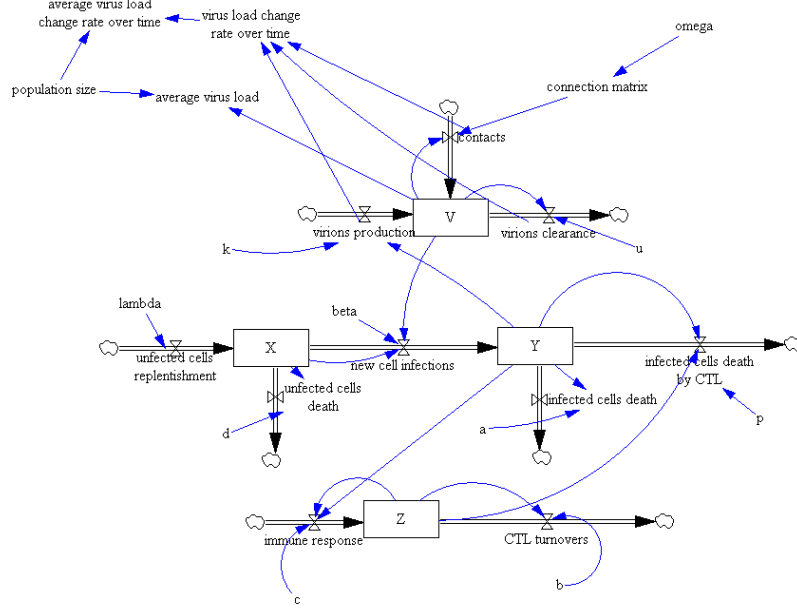 average virus load
change rate over time
virus load change
rate over time
omega
population size
average virus load
connection matrix
contacts
V
virions production
virions clearance
k
u
lambda
beta
X
Y
unfected cells
replentishment
new cell infections
infected cells death
by CTL
unfected cells
death
infected cells death
d
a
p
Z
immune response
CTL turnovers
c
b